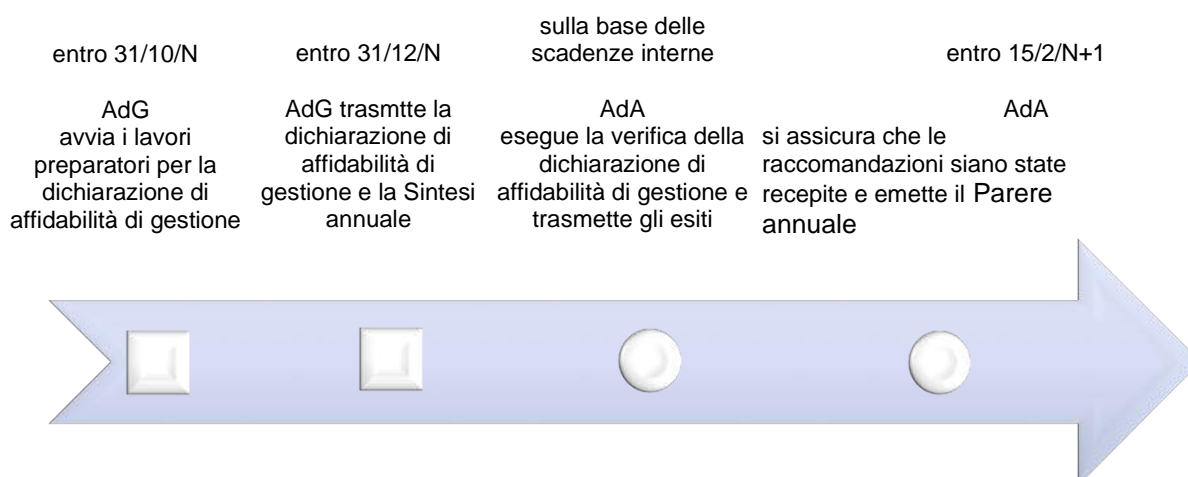 entro 31/10/N
AdG
avvia i lavori
preparatori per la
dichiarazione di
affidabilità di gestione
entro 31/12/N
AdG trasmtte la
dichiarazione di
affidabilità di
gestione e la Sintesi
annuale
sulla base delle
scadenze interne
AdA
esegue la verifica della
dichiarazione di
affidabilità di gestione e
trasmette gli esiti
entro 15/2/N+1
AdA
si assicura che le
raccomandazioni siano state
recepite e emette il Parere
annuale